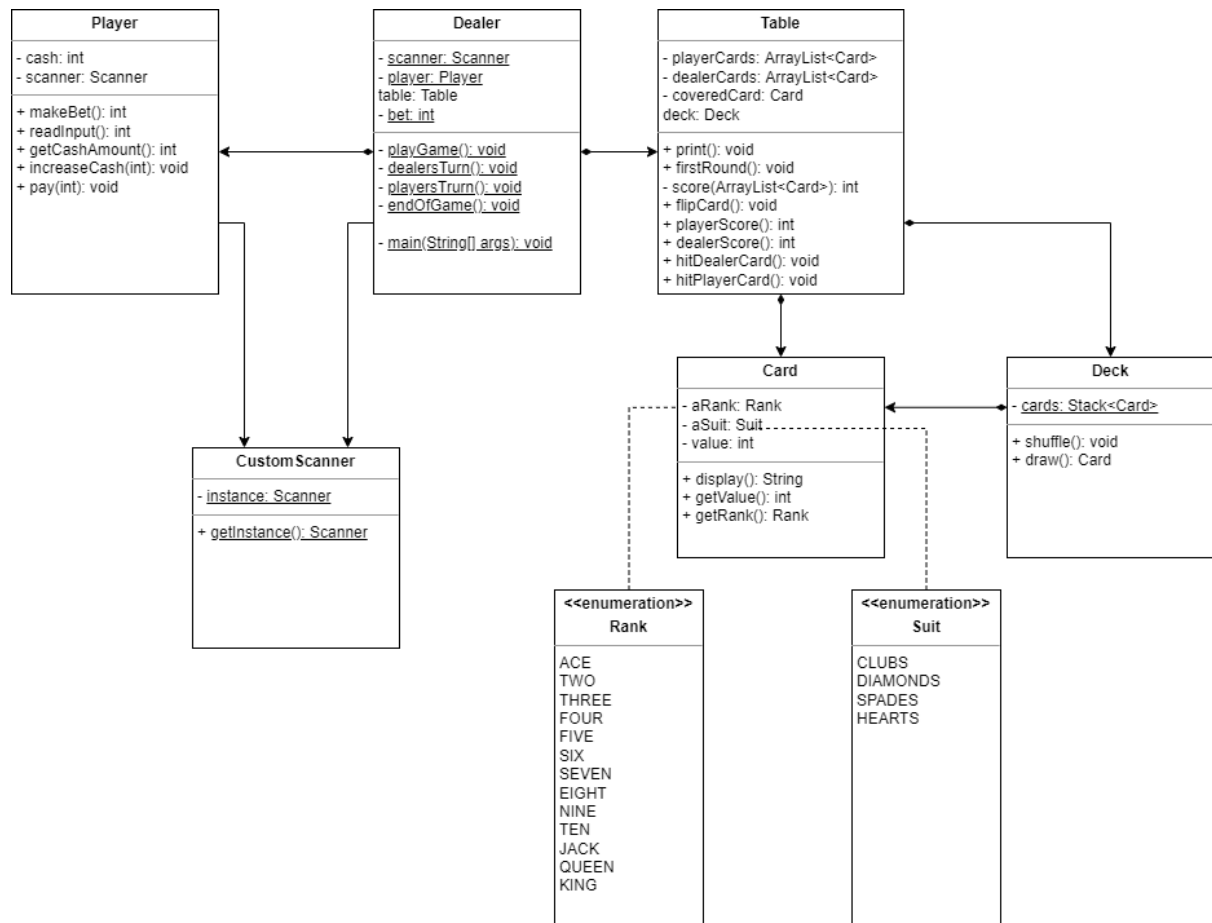 Player
- cash: int
- scanner: Scanner
+ makeBet(): int
+ readInput(): int
+ getCashAmount(): int
+ increaseCash(int): void
+ pay(int): void
Dealer
- scanner: Scanner
- player: Player
table: Table
- bet: int
- playGame(): void
- dealersTurn(): void
- playersTrurn(): void
- endOfGame(): void
- main(String[] args): void
Table
- playerCards: ArrayList<Card>
- dealerCards: ArrayList<Card>
- coveredCard: Card
deck: Deck
+ print(): void
+ firstRound(): void
- score(ArrayList<Card>): int
+ flipCard(): void
+ playerScore(): int
+ dealerScore(): int
+ hitDealerCard(): void
+ hitPlayerCard(): void
Card
- aRank: Rank
- aSuit: Suit
- value: int
+ display(): String
+ getValue(): int
+ getRank(): Rank
Deck
- cards: Stack<Card>
+ shuffle(): void
+ draw(): Card
CustomScanner
- instance: Scanner
+ getInstance(): Scanner
<<enumeration>>
Rank
ACE
TWO
THREE
FOUR
FIVE
SIX
SEVEN
EIGHT
NINE
TEN
JACK
QUEEN
KING
<<enumeration>>
Suit
CLUBS
DIAMONDS
SPADES
HEARTS